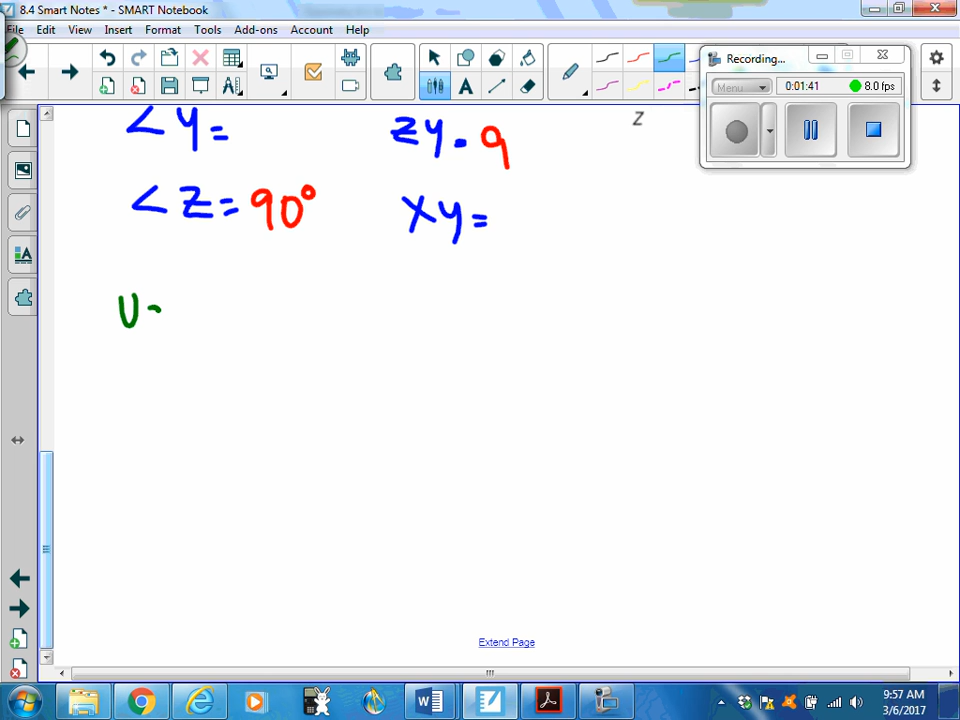 8.4 Smart Notes * - SMART Notebook
File Edit View Insert Format Tools Add-ons Account Help
Recording...
Menu 0:01:41 8.0 fps
< Y =
ZY = 9
Z
< Z = 90°
XY =
U
Extend Page
9:57 AM
3/6/2017